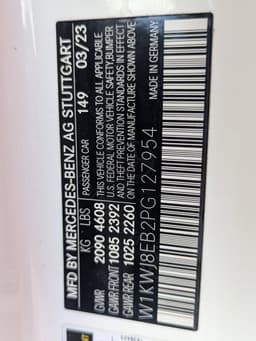 MFD BY MERCEDES-BENZ AG STUTTGART
PASSENGER CAR 149 03/23
KG LBS
THIS VEHICLE CONFORMS TO ALL APPLICABLE
U.S. FEDERAL MOTOR VEHICLE SAFETY, BUMPER
AND THEFT PREVENTION STANDARDS IN EFFECT
ON THE DATE OF MANUFACTURE SHOWN ABOVE
GVWR 2090 4608
GAWR/FRONT 1085 2392
GAWR/REAR 1025 2260
MADE IN GERMANY
W1KWJ8EB2PG127954